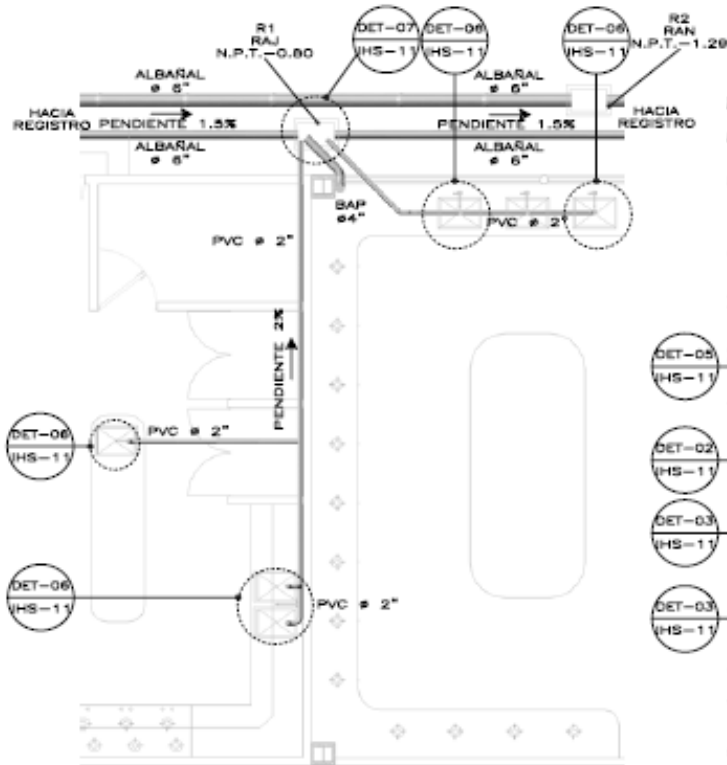 R1
RAJ
N.P.T.-0.80
DET-07
IHS-11
DET-06
IHS-11
DET-06
IHS-11
R2
RAN
N.P.T.-1.29
ALBAÑAL
ø 6"
ALBAÑAL
ø 6"
HACIA
REGISTRO
PENDIENTE 1.5%
PENDIENTE 1.5%
HACIA
REGISTRO
ALBAÑAL
ø 6"
ALBAÑAL
ø 6"
BAP
ø4"
PVC ø 2"
PVC ø 2"
PENDIENTE 2%
DET-05
IHS-11
DET-06
IHS-11
PVC ø 2"
DET-02
IHS-11
DET-03
IHS-11
DET-06
IHS-11
PVC ø 2"
DET-03
IHS-11